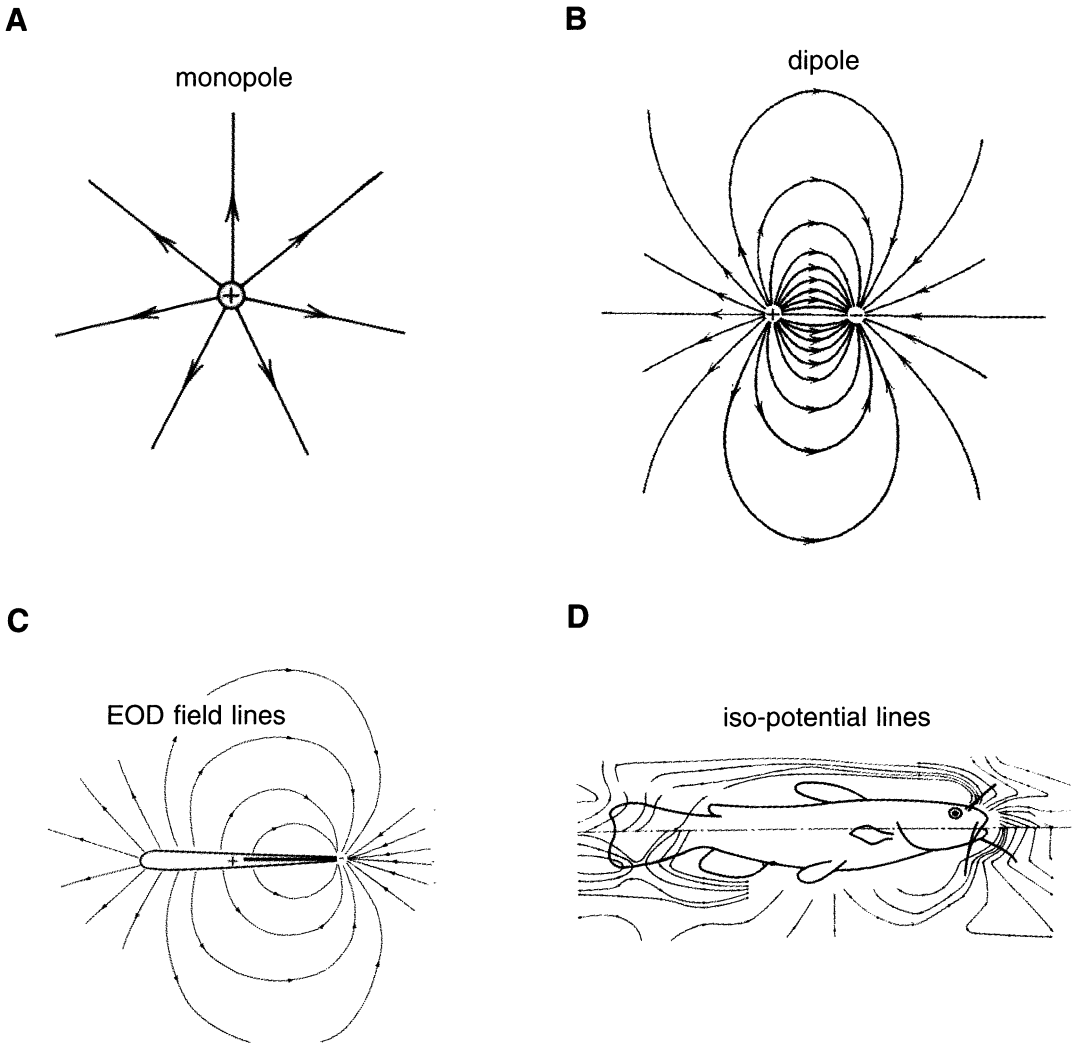 A
monopole
+
B
dipole
+ −
C
EOD field lines
+ −
D
iso-potential lines